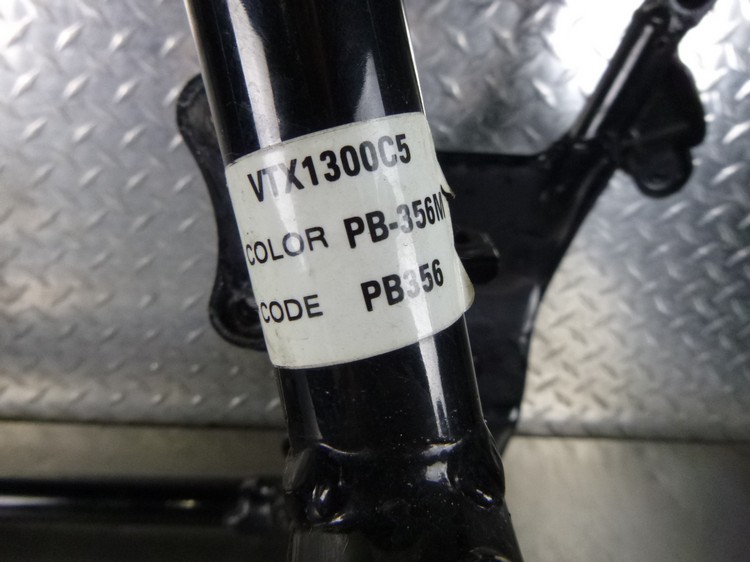 VTX1300C5
COLOR PB-356M
CODE PB356